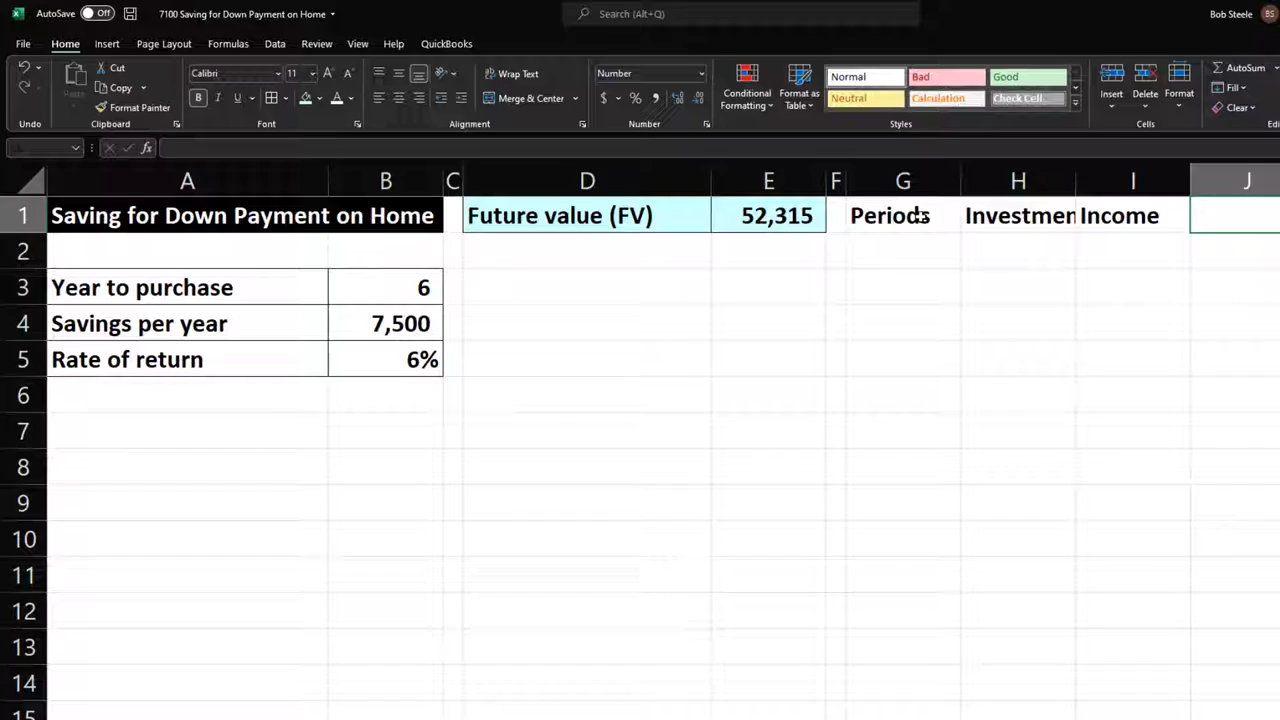 AutoSave Off 7100 Saving for Down Payment on Home Search (Alt+Q) Bob Steele BS
File Home Insert Page Layout Formulas Data Review View Help QuickBooks
Cut Calibri 11 Wrap Text Number Normal Bad Good AutoSum
Copy Fill
Paste Format Painter Merge & Center Conditional Formatting Format as Table Neutral Calculation Check Cell Insert Delete Format Clear
Undo Clipboard Font Alignment Number Styles Cells
A B C D E F G H I J
1 Saving for Down Payment on Home Future value (FV) 52,315 Periods Investmen Income
2
3 Year to purchase 6
4 Savings per year 7,500
5 Rate of return 6%
6
7
8
9
10
11
12
13
14
15